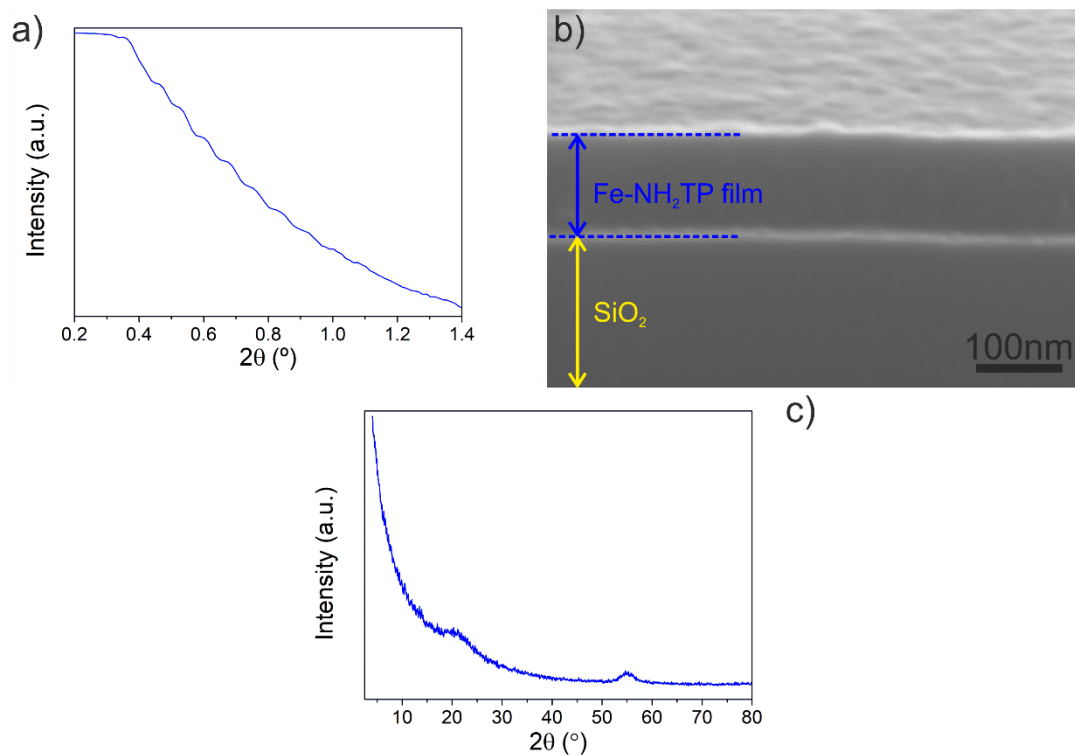 a)
Intensity (a.u.)
0.2 0.4 0.6 0.8 1.0 1.2 1.4
2θ (º)
b)
Fe-NH₂TP film
SiO₂
100nm
c)
Intensity (a.u.)
10 20 30 40 50 60 70 80
2θ (°)